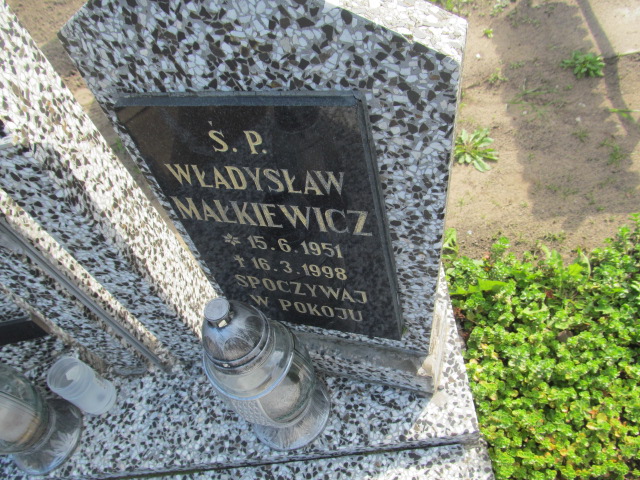 Ś. P.
WŁADYSŁAW
MAŁKIEWICZ
* 15.6.1951
† 16.3.1998
SPOCZYWAJ
W POKOJU